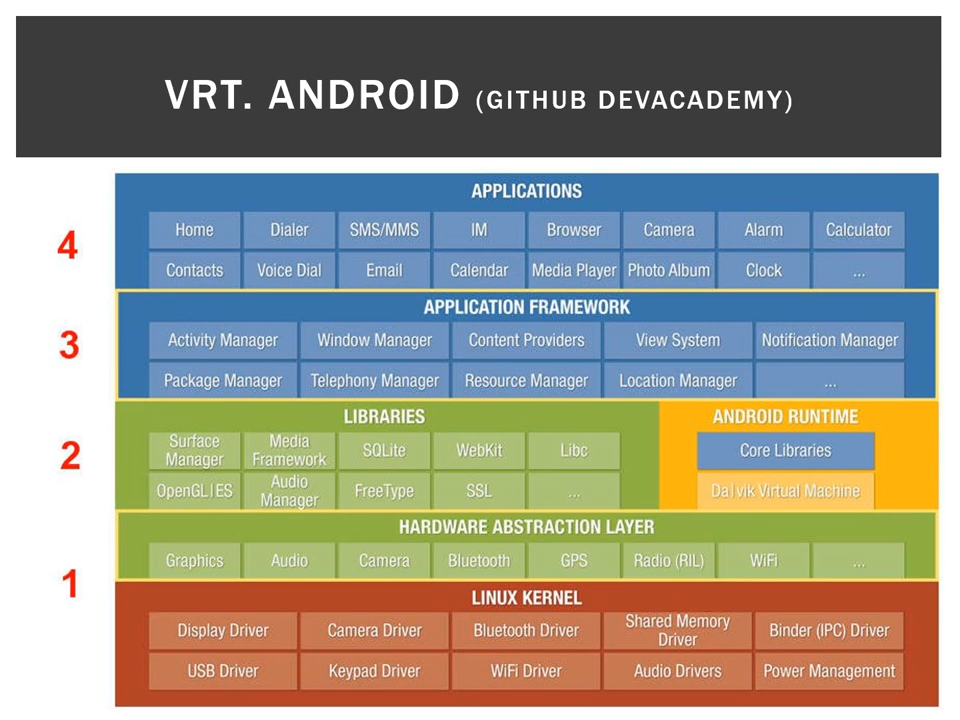 VRT. ANDROID (GITHUB DEVACADEMY)
APPLICATIONS
4
Home Dialer SMS/MMS IM Browser Camera Alarm Calculator
Contacts Voice Dial Email Calendar Media Player Photo Album Clock ...
APPLICATION FRAMEWORK
3
Activity Manager Window Manager Content Providers View System Notification Manager
Package Manager Telephony Manager Resource Manager Location Manager ...
LIBRARIES ANDROID RUNTIME
2
Surface Manager Media Framework SQLite WebKit Libc Core Libraries
OpenGL|ES Audio Manager FreeType SSL ... Da|vik Virtual Machine
HARDWARE ABSTRACTION LAYER
Graphics Audio Camera Bluetooth GPS Radio (RIL) WiFi ...
1
LINUX KERNEL
Display Driver Camera Driver Bluetooth Driver Shared Memory Driver Binder (IPC) Driver
USB Driver Keypad Driver WiFi Driver Audio Drivers Power Management